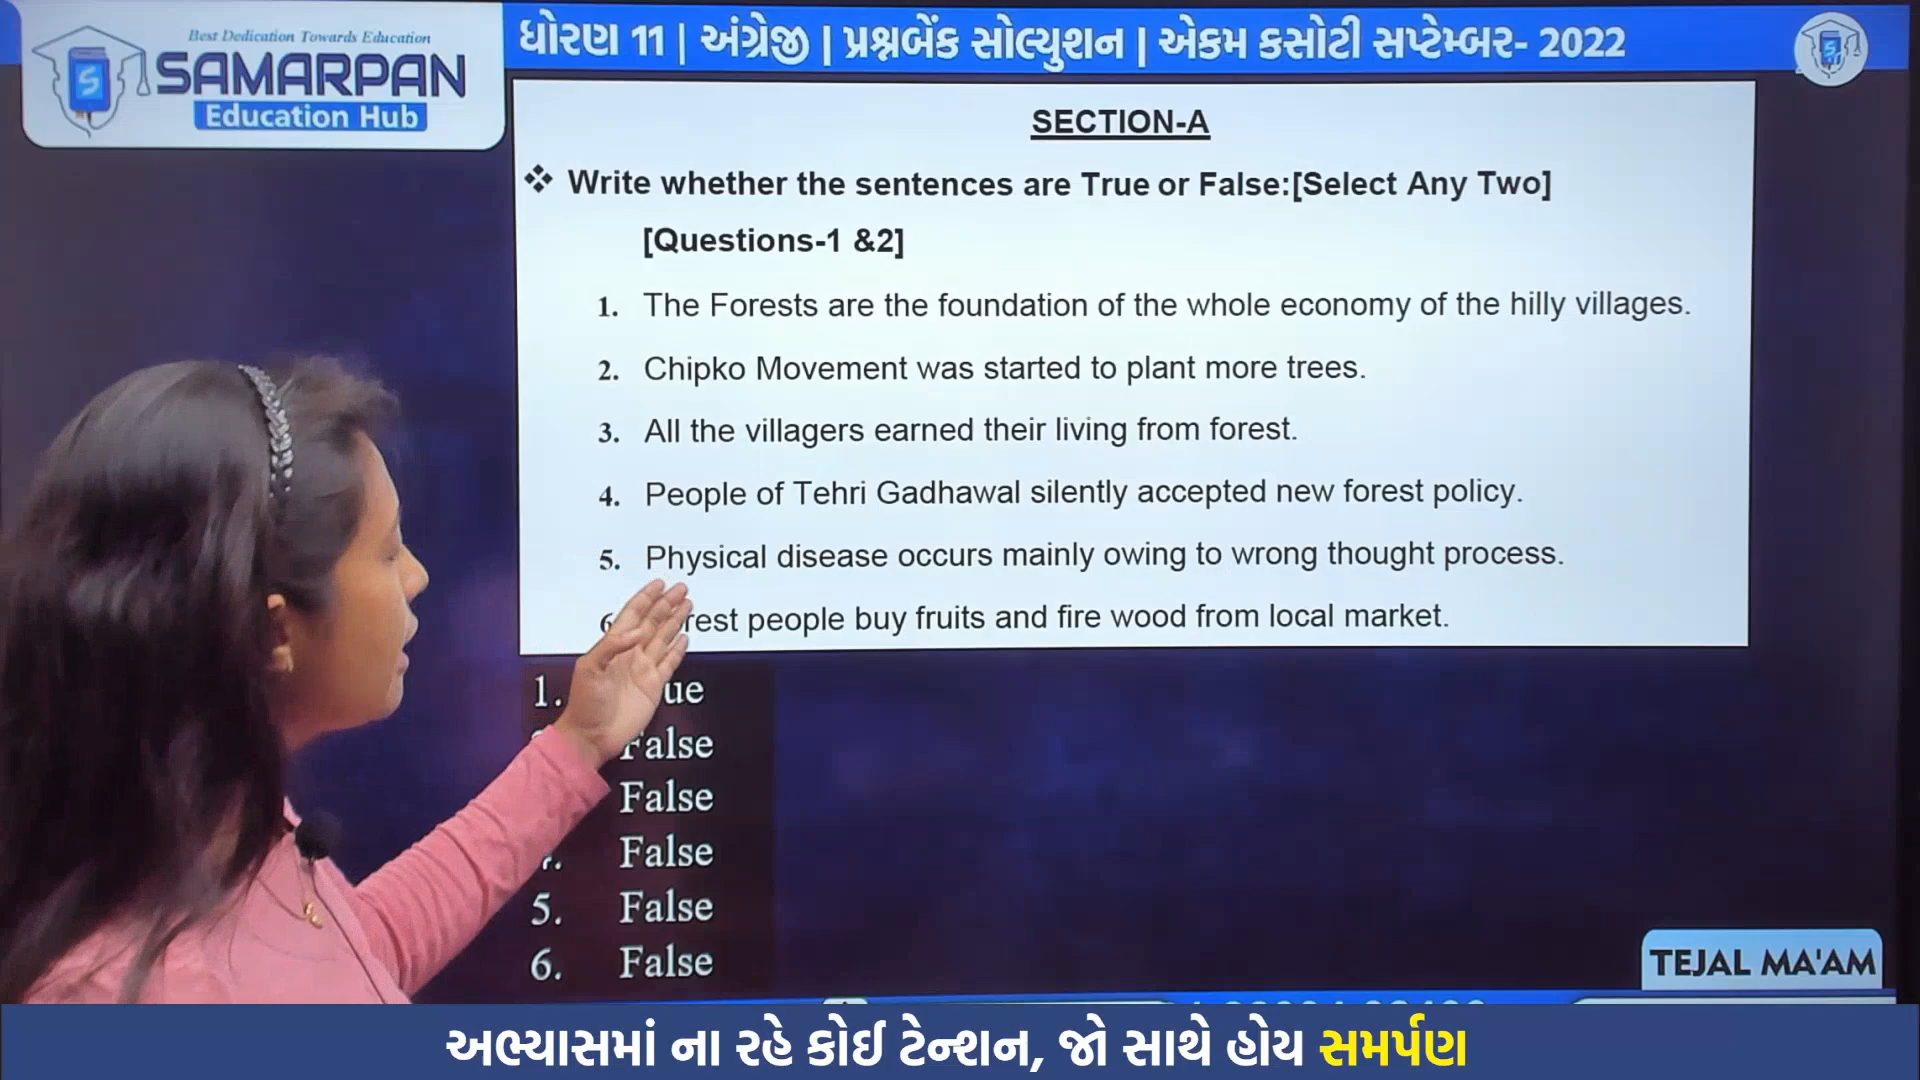 Best Dedication Towards Education
SAMARPAN
Education Hub
ધોરણ 11 | અંગ્રેજી | પ્રશ્નબેંક સોલ્યુશન | એકમ કસોટી સપ્ટેમ્બર- 2022
SECTION-A
❖ Write whether the sentences are True or False:[Select Any Two]
[Questions-1 &2]
1. The Forests are the foundation of the whole economy of the hilly villages.
2. Chipko Movement was started to plant more trees.
3. All the villagers earned their living from forest.
4. People of Tehri Gadhawal silently accepted new forest policy.
5. Physical disease occurs mainly owing to wrong thought process.
6 people buy fruits and fire wood from local market.
1.
False
False
False
5. False
6. False
TEJAL MA'AM
અભ્યાસમાં ના રહે કોઈ ટેન્શન, જો સાથે હોય સમર્પણ